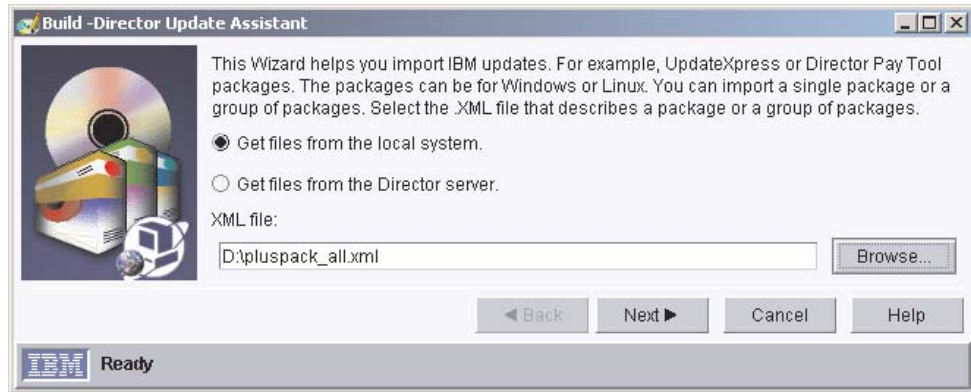 Build -Director Update Assistant
This Wizard helps you import IBM updates. For example, UpdateXpress or Director Pay Tool
packages. The packages can be for Windows or Linux. You can import a single package or a
group of packages. Select the .XML file that describes a package or a group of packages.
Get files from the local system.
Get files from the Director server.
XML file:
D:\pluspack_all.xml
Browse...
Back
Next
Cancel
Help
IBM
Ready